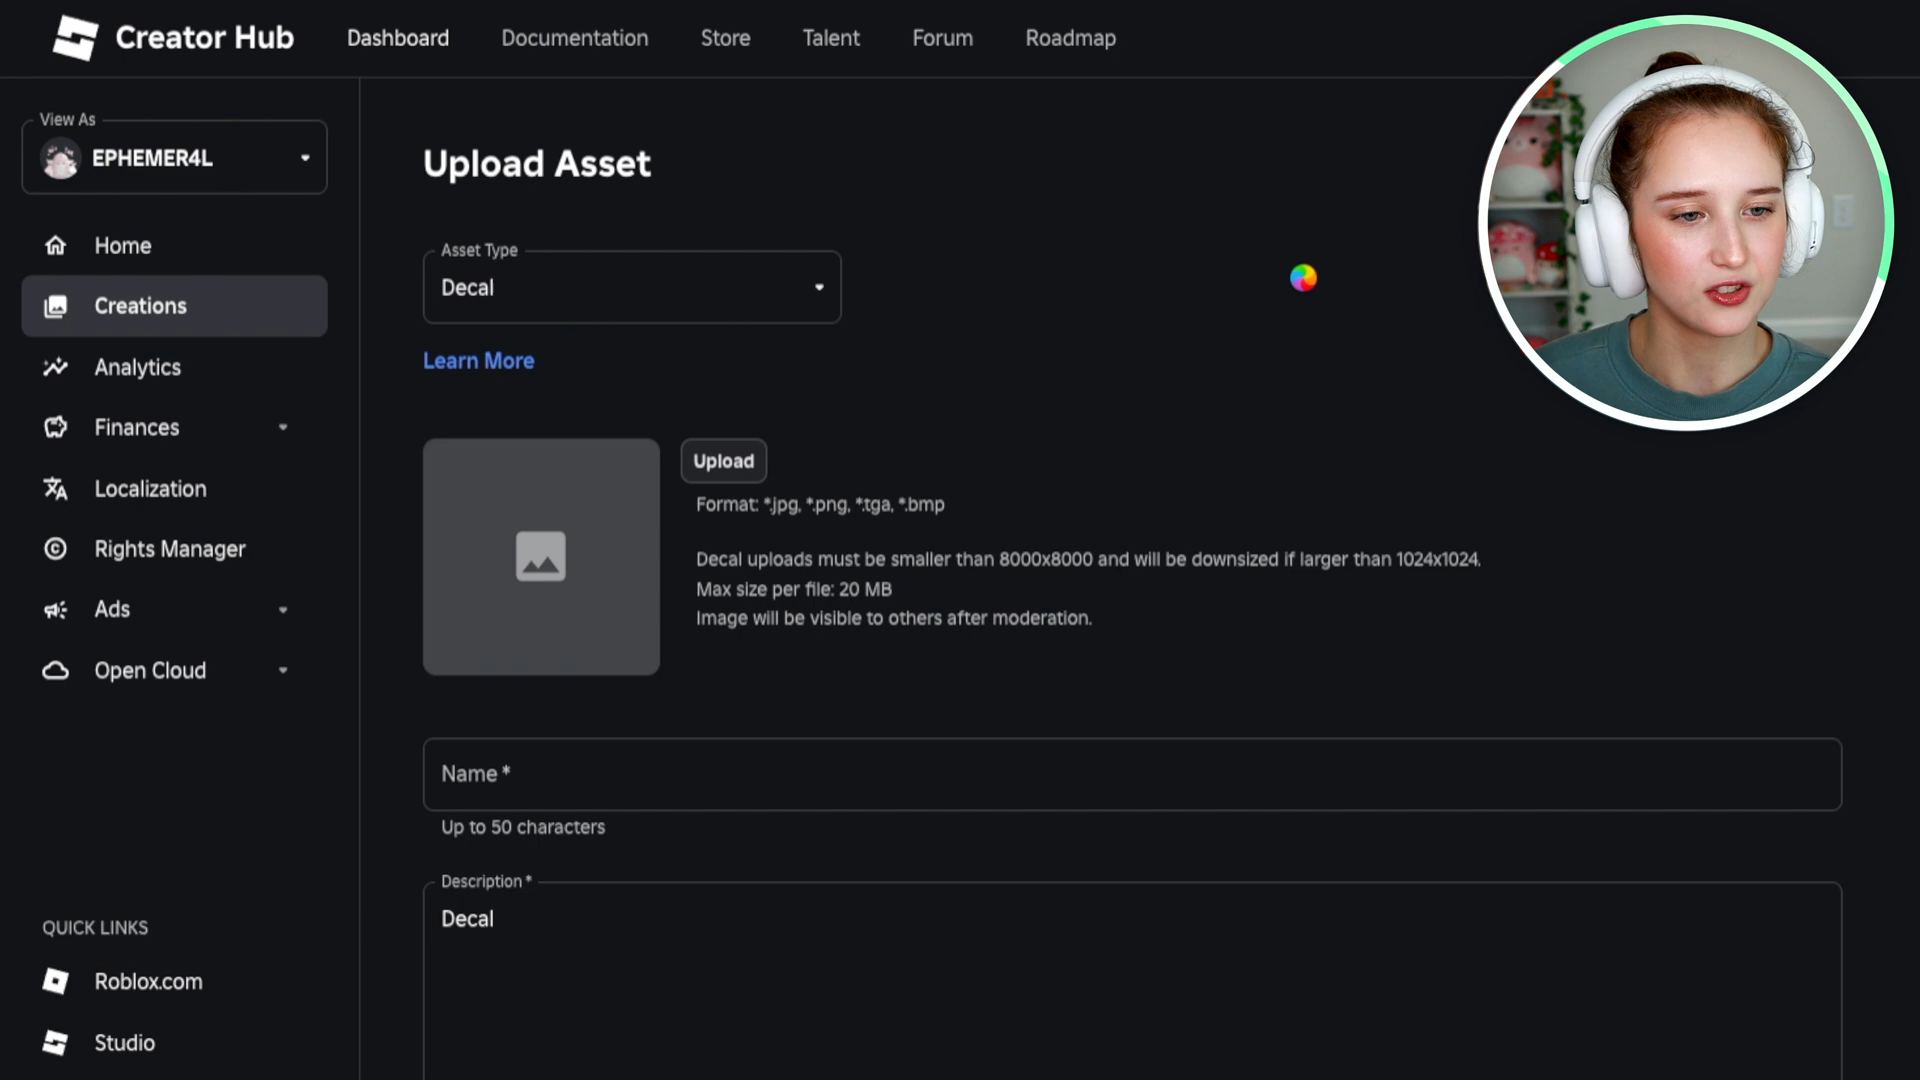 Creator Hub
Dashboard
Documentation
Store
Talent
Forum
Roadmap
View As
EPHEMER4L
Home
Creations
Analytics
Finances
Localization
Rights Manager
Ads
Open Cloud
QUICK LINKS
Roblox.com
Studio
Upload Asset
Asset Type
Decal
Learn More
Upload
Format: *.jpg, *.png, *.tga, *.bmp
Decal uploads must be smaller than 8000x8000 and will be downsized if larger than 1024x1024.
Max size per file: 20 MB
Image will be visible to others after moderation.
Name *
Up to 50 characters
Description *
Decal